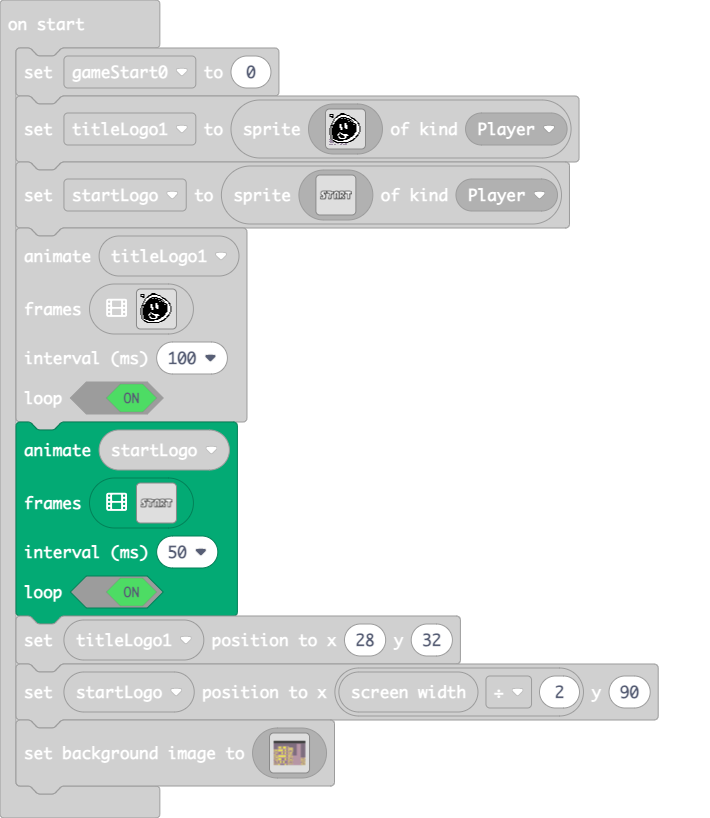 on start
set gameStart0 to 0
set titleLogo1 to sprite of kind Player
set startLogo to sprite START of kind Player
animate titleLogo1
frames
interval (ms) 100
loop ON
animate startLogo
frames START
interval (ms) 50
loop ON
set titleLogo1 position to x 28 y 32
set startLogo position to x screen width ÷ 2 y 90
set background image to